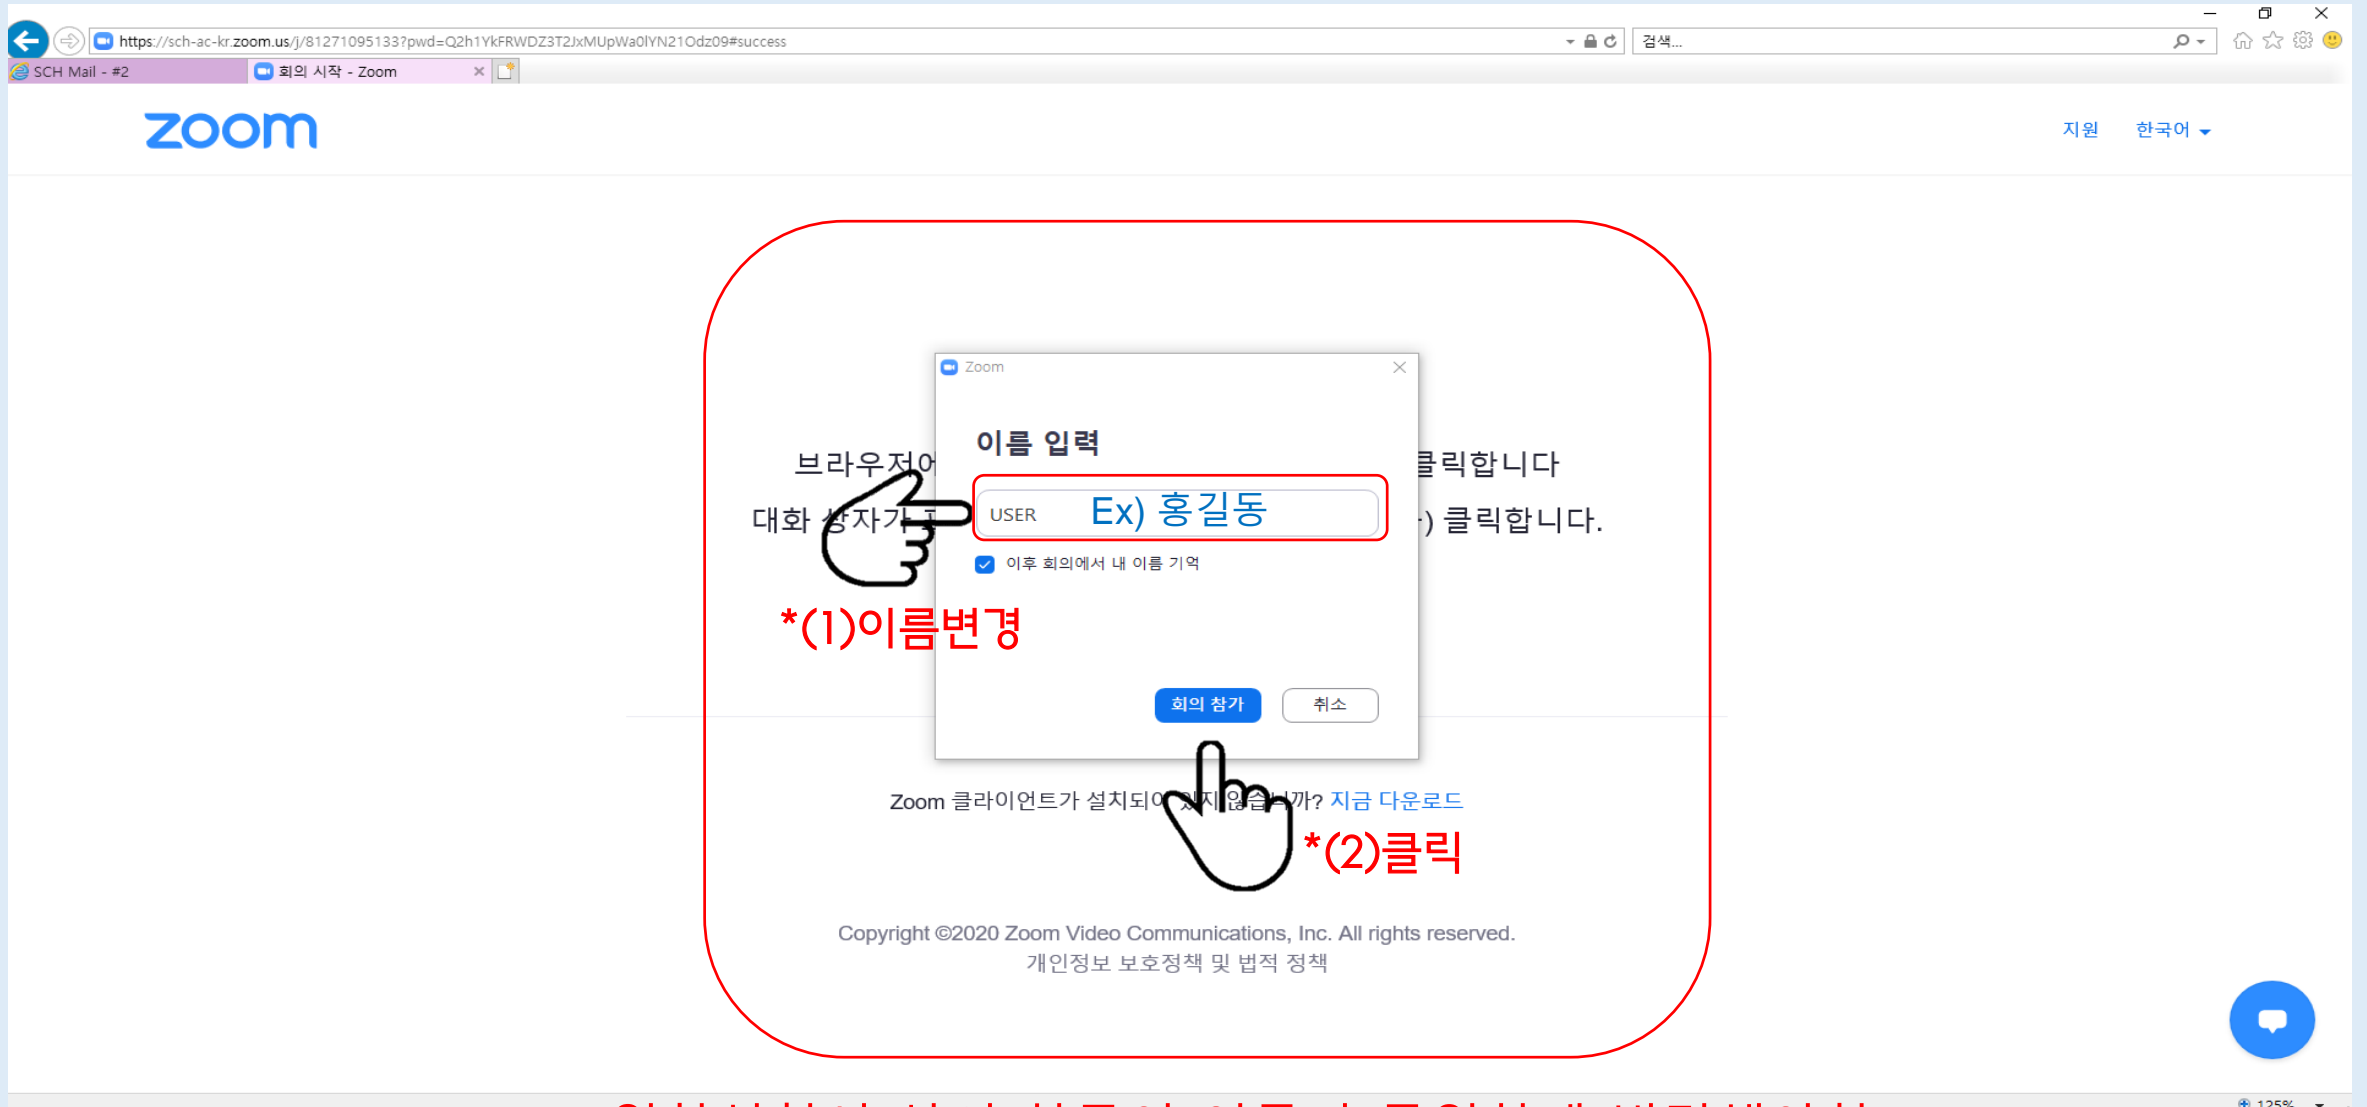 https://sch-ac-kr.zoom.us/j/81271095133?pwd=Q2h1YkFRWDZ3T2JxMUpWa0lYN21Odz09#success
검색...
SCH Mail - #2
회의 시작 - Zoom
zoom
지원 한국어
Zoom
이름 입력
브라우저에
클릭합니다
USER Ex) 홍길동
대화 상자가
) 클릭합니다.
이후 회의에서 내 이름 기억
*(1)이름변경
회의 참가 취소
Zoom 클라이언트가 설치되어 있지 않습니까? 지금 다운로드
*(2)클릭
Copyright ©2020 Zoom Video Communications, Inc. All rights reserved.
개인정보 보호정책 및 법적 정책
125%